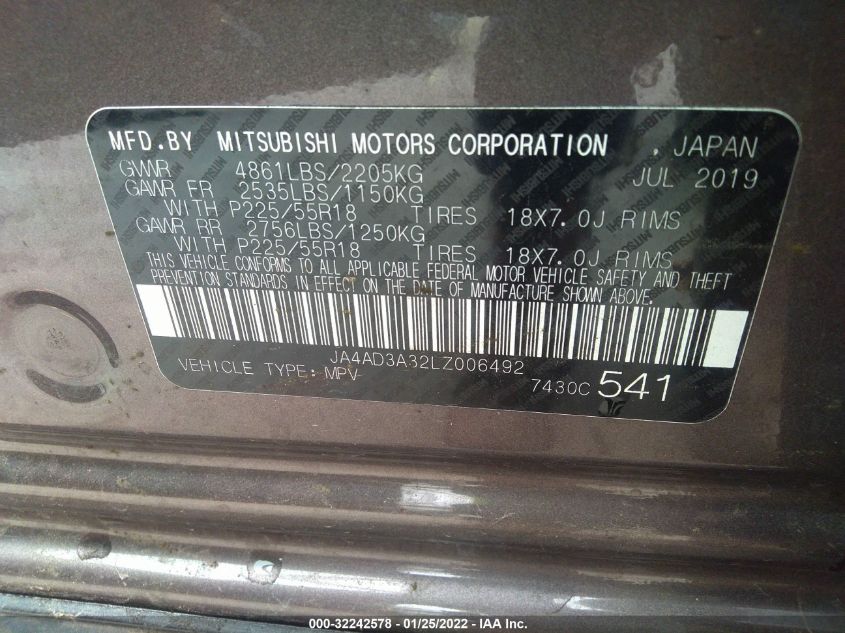 MFD.BY MITSUBISHI MOTORS CORPORATION . JAPAN
GVWR 4861LBS/2205KG JUL 2019
GAWR FR 2535LBS/1150KG
WITH P225/55R18 TIRES 18X7.0J RIMS
GAWR RR 2756LBS/1250KG
WITH P225/55R18 TIRES 18X7.0J RIMS
THIS VEHICLE CONFORMS TO ALL APPLICABLE FEDERAL MOTOR VEHICLE SAFETY AND THEFT
PREVENTION STANDARDS IN EFFECT ON THE DATE OF MANUFACTURE SHOWN ABOVE.
JA4AD3A32LZ006492
VEHICLE TYPE: MPV
7430C 541
000-32242578 - 01/25/2022 - IAA Inc.